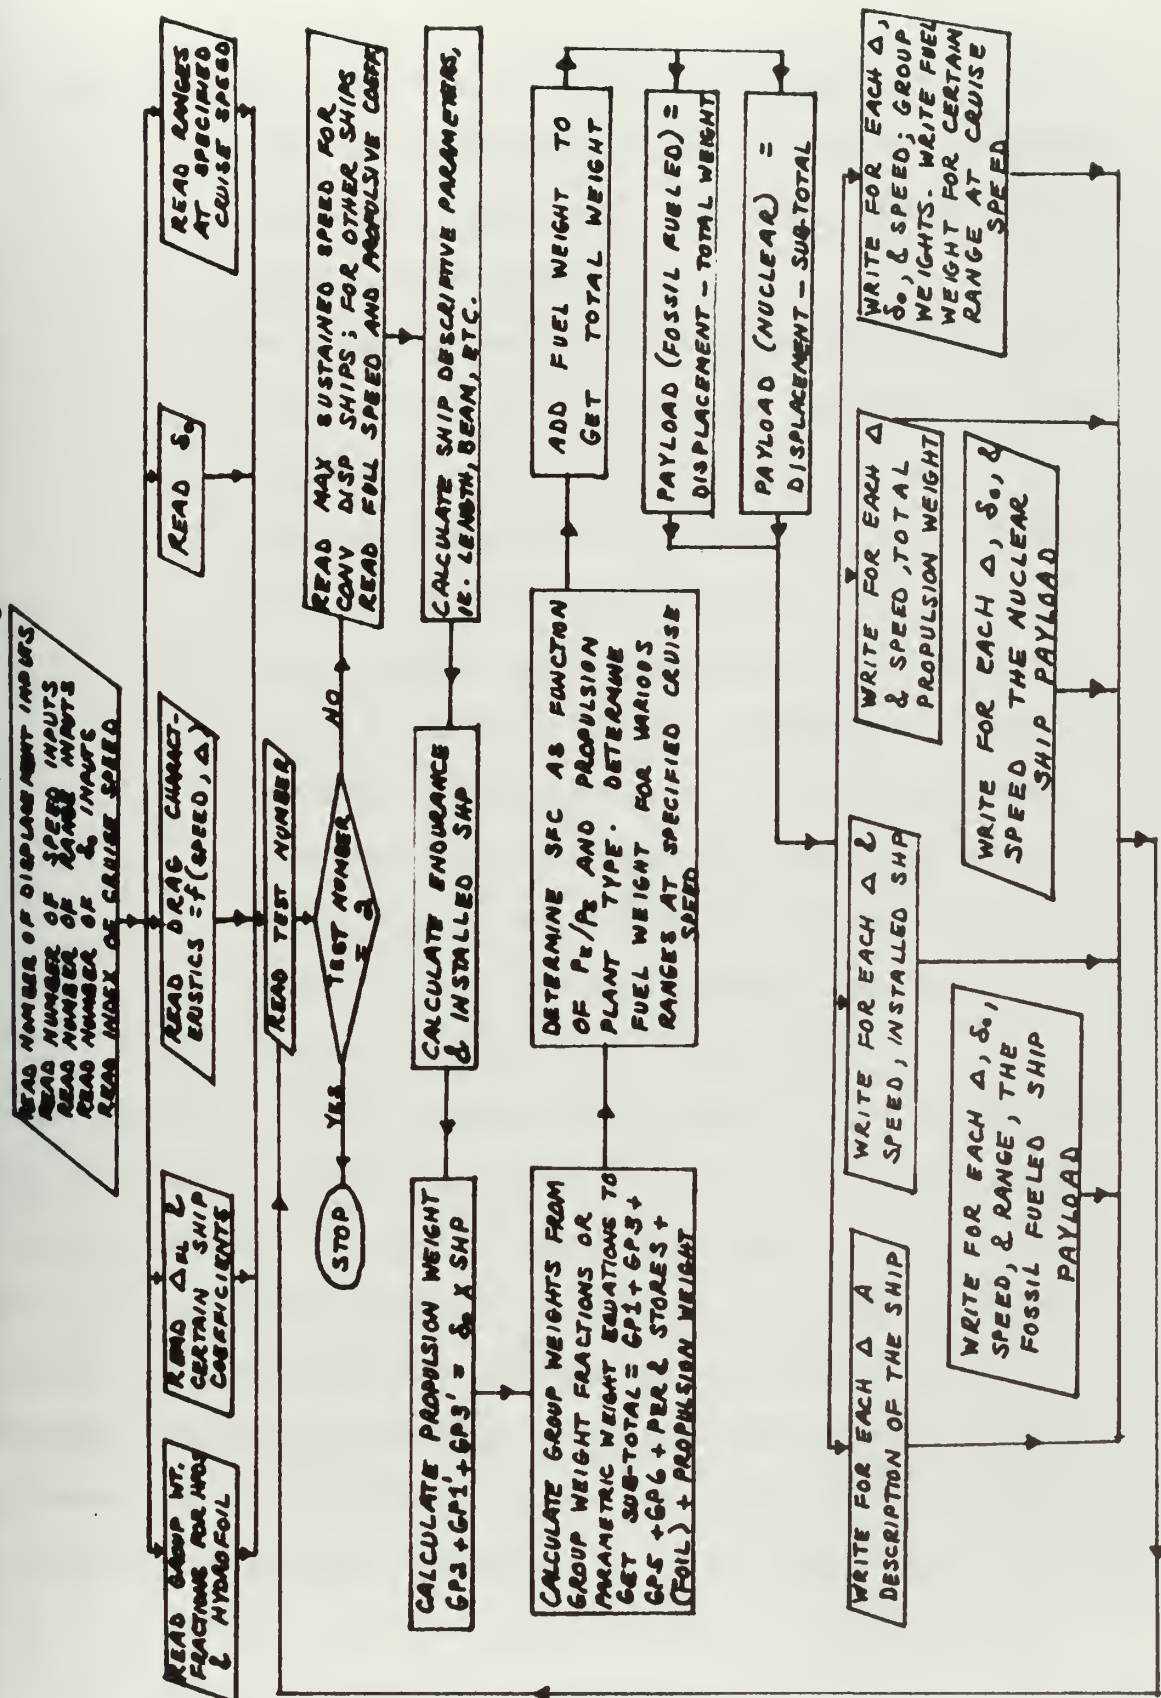 READ NUMBER OF DISPLACEMENT INPUTS
READ NUMBER OF SPEED INPUTS
READ NUMBER OF RANGE INPUTS
READ NUMBER OF δ₀ INPUTS
READ INDEX OF CRUISE SPEED
READ GROUP WT.
FRACTIONS FOR
& HYDROFOIL
READ Δ FL &
CERTAIN SHIP
COEFFICIENTS
READ DRAG CHARACT-
ERISTICS = f(SPEED, Δ)
READ δ₀
READ RANGES
AT SPECIFIED
CRUISE SPEED
READ TEST NUMBER
TEST NUMBER
= 2
YES
NO
STOP
READ MAX SUSTAINED SPEED FOR
CONV DISP SHIPS; FOR OTHER SHIPS
READ FULL SPEED AND PROPULSIVE COEFF.
CALCULATE SHIP DESCRIPTIVE PARAMETERS,
IE. LENGTH, BEAM, ETC.
CALCULATE ENDURANCE
& INSTALLED SHP
CALCULATE PROPULSION WEIGHT
GP2+GP1'+GP3' = δ₀ X SHP
CALCULATE GROUP WEIGHTS FROM
GROUP WEIGHT FRACTIONS OR
PARAMETRIC WEIGHT EQUATIONS TO
GET SUB-TOTAL = GP1+GP3+
GP5+GP6+PER & STORES+
(FOIL) + PROPULSION WEIGHT
DETERMINE SFC AS FUNCTION
OF PE/PI AND PROPULSION
PLANT TYPE. DETERMINE
FUEL WEIGHT FOR VARIOUS
RANGES AT SPECIFIED CRUISE
SPEED
ADD FUEL WEIGHT TO
GET TOTAL WEIGHT
PAYLOAD (FOSSIL FUELED) =
DISPLACEMENT - TOTAL WEIGHT
PAYLOAD (NUCLEAR) =
DISPLACEMENT - SUB-TOTAL
WRITE FOR EACH Δ A
DESCRIPTION OF THE SHIP
WRITE FOR EACH Δ, δ₀,
SPEED, & RANGE, THE
FOSSIL FUELED SHIP
PAYLOAD
WRITE FOR EACH Δ &
SPEED, INSTALLED SHP
WRITE FOR EACH Δ
& SPEED, TOTAL
PROPULSION WEIGHT
WRITE FOR EACH Δ, δ₀, &
SPEED THE NUCLEAR
SHIP PAYLOAD
WRITE FOR EACH Δ,
δ₀, & SPEED; GROUP
WEIGHTS. WRITE FUEL
WEIGHT FOR CERTAIN
RANGE AT CRUISE
SPEED